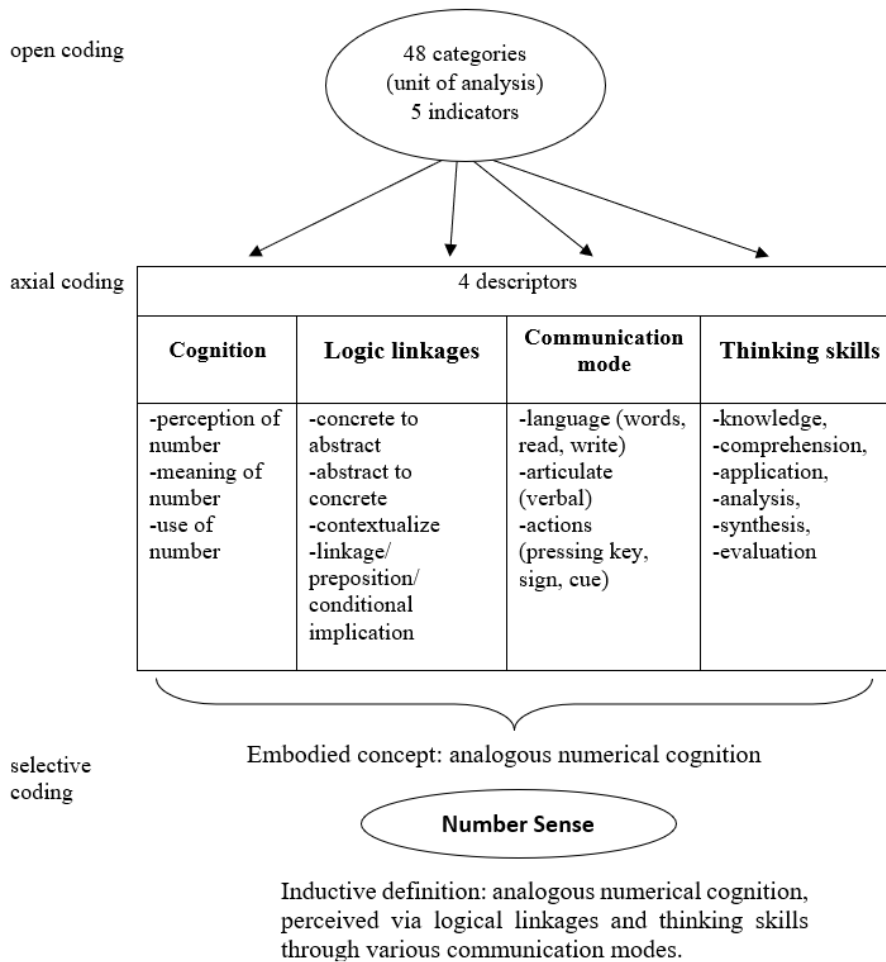 open coding
48 categories
(unit of analysis)
5 indicators
axial coding
4 descriptors
Cognition
Logic linkages
Communication
mode
Thinking skills
-perception of
number
-meaning of
number
-use of
number
-concrete to
abstract
-abstract to
concrete
-contextualize
-linkage/
preposition/
conditional
implication
-language (words,
read, write)
-articulate
(verbal)
-actions
(pressing key,
sign, cue)
-knowledge,
-comprehension,
-application,
-analysis,
-synthesis,
-evaluation
selective
coding
Embodied concept: analogous numerical cognition
Number Sense
Inductive definition: analogous numerical cognition,
perceived via logical linkages and thinking skills
through various communication modes.